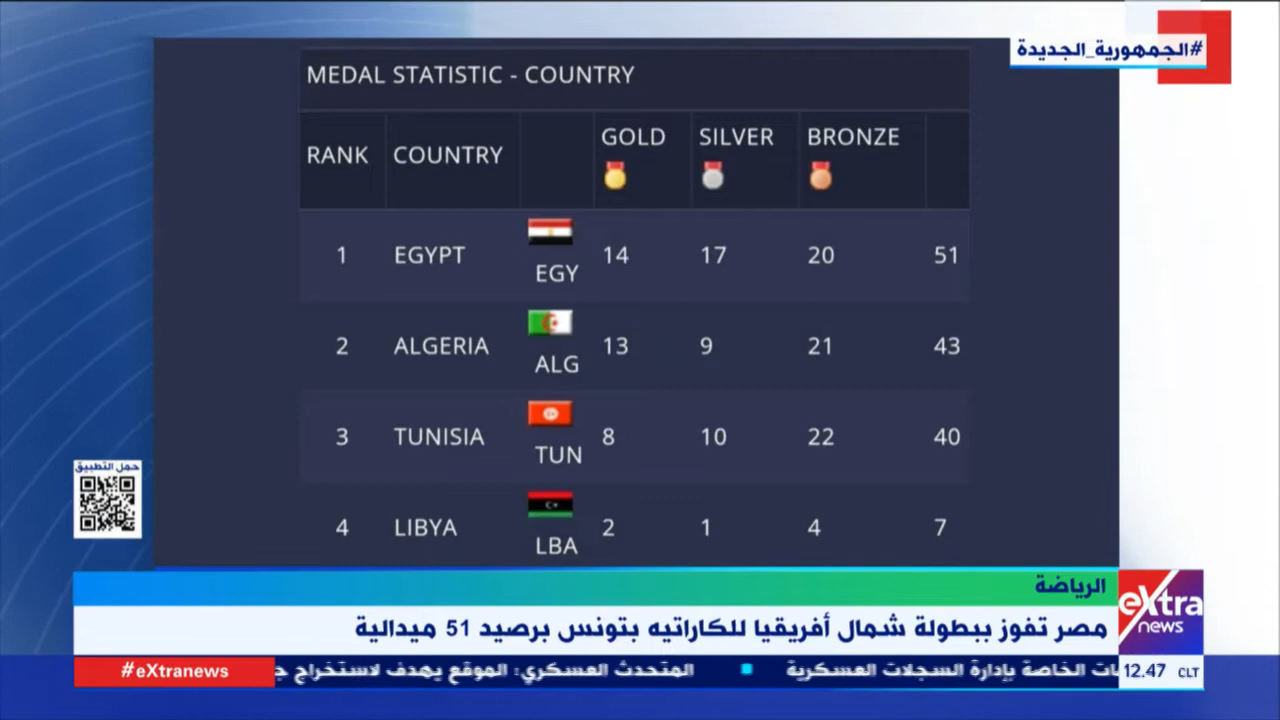 #الجمهورية_الجديدة
MEDAL STATISTIC - COUNTRY
RANK COUNTRY GOLD SILVER BRONZE
1 EGYPT EGY 14 17 20 51
2 ALGERIA ALG 13 9 21 43
3 TUNISIA TUN 8 10 22 40
4 LIBYA LBA 2 1 4 7
حمل التطبيق
الرياضة
مصر تفوز ببطولة شمال أفريقيا للكاراتيه بتونس برصيد 51 ميدالية
eXtra news
#eXtranews
الخاصة بإدارة السجلات العسكرية ■ المتحدث العسكري: الموقع يهدف لاستخراج
12.47 CLT